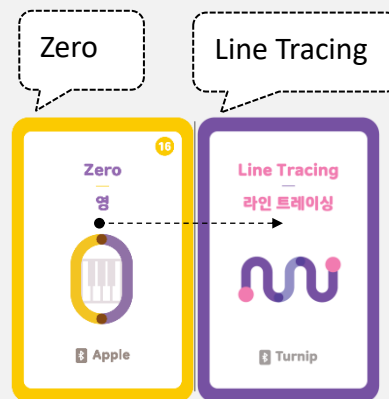 Zero
Line Tracing
16
Zero
영
Apple
Line Tracing
라인 트레이싱
Turnip